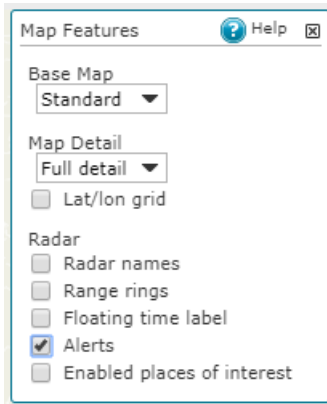 Map Features Help
Base Map
Standard
Map Detail
Full detail
Lat/lon grid
Radar
Radar names
Range rings
Floating time label
Alerts
Enabled places of interest